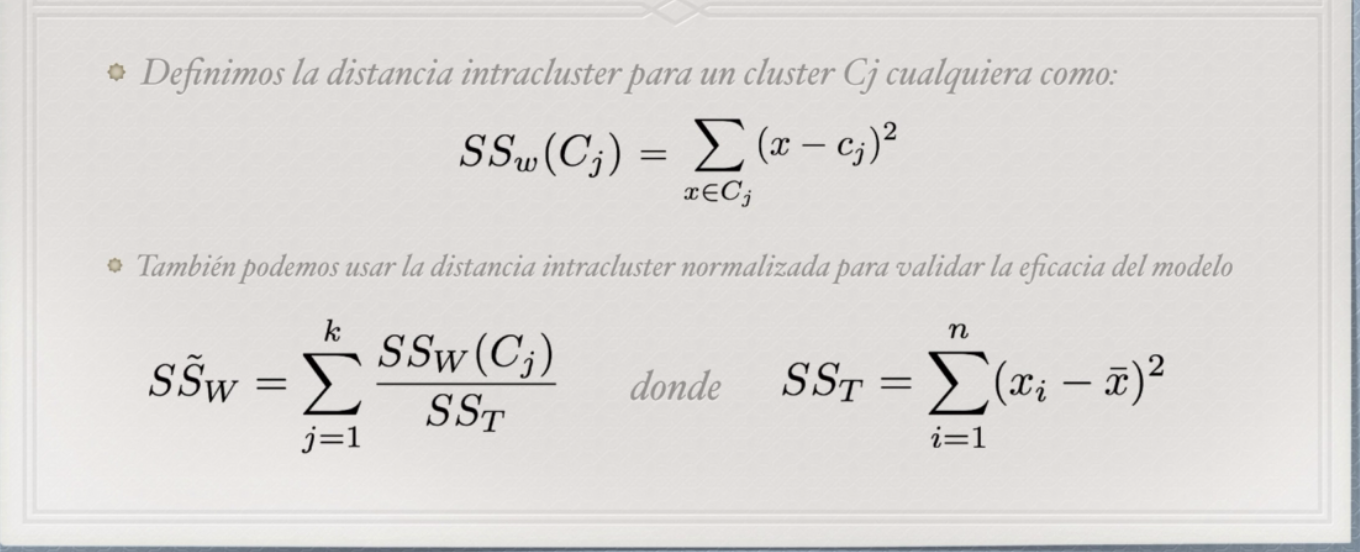 Definimos la distancia intracluster para un cluster Cj cualquiera como:
$SS_w(C_j) = \sum_{x \in C_j} (x - c_j)^2$
También podemos usar la distancia intracluster normalizada para validar la eficacia del modelo
$S\tilde{S}_W = \sum_{j=1}^{k} \frac{SS_W(C_j)}{SS_T}$ donde $SS_T = \sum_{i=1}^{n} (x_i - \bar{x})^2$